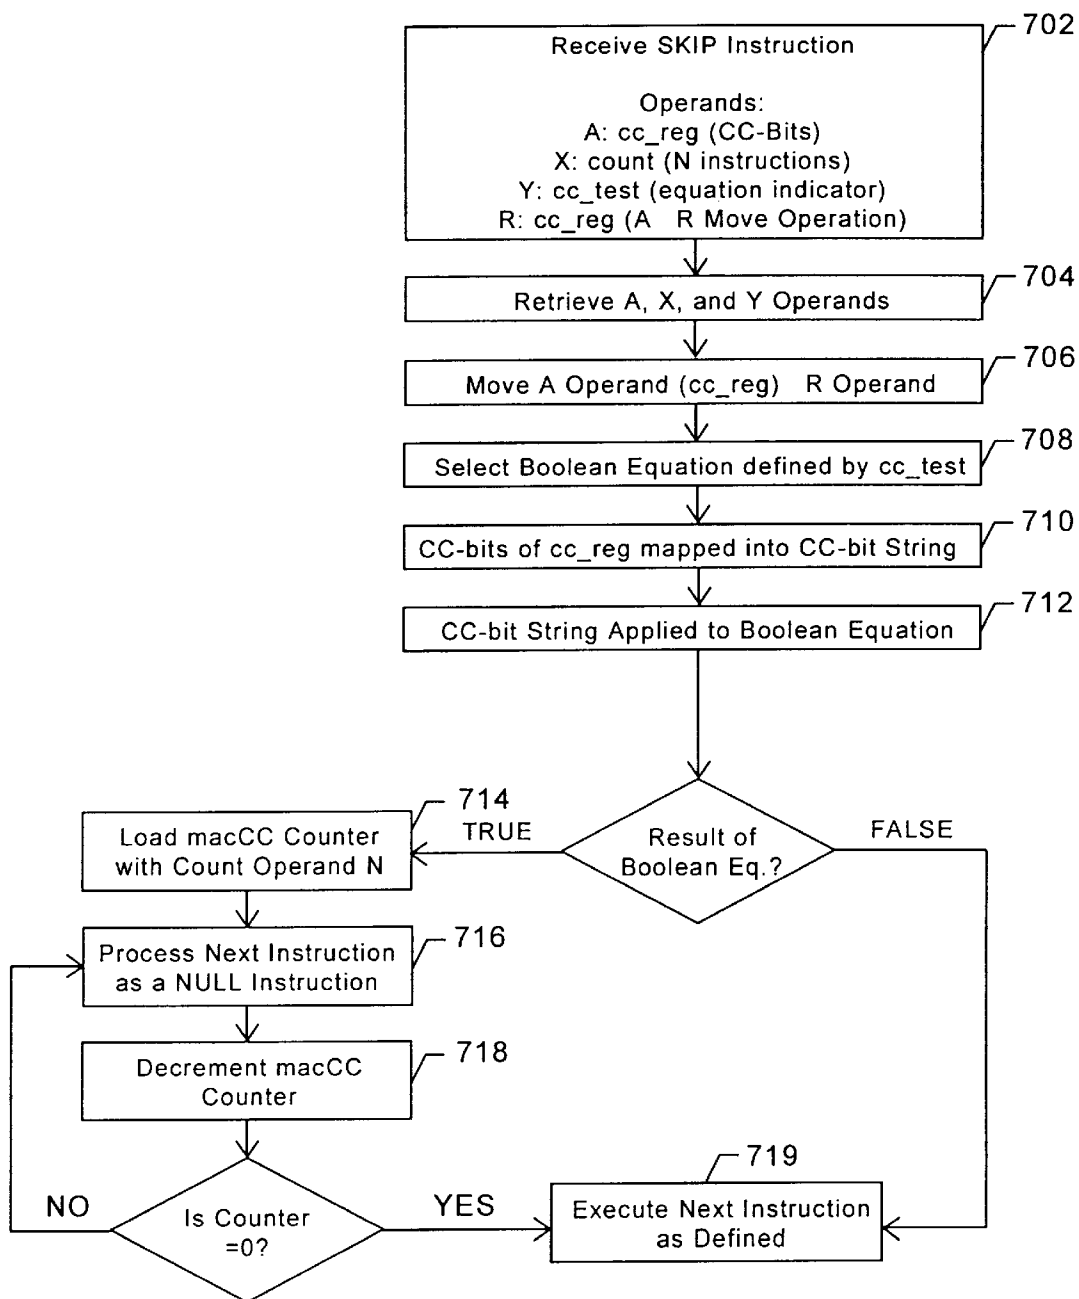 702
Receive SKIP Instruction
Operands:
A: cc_reg (CC-Bits)
X: count (N instructions)
Y: cc_test (equation indicator)
R: cc_reg (A R Move Operation)
704
Retrieve A, X, and Y Operands
706
Move A Operand (cc_reg) R Operand
708
Select Boolean Equation defined by cc_test
710
CC-bits of cc_reg mapped into CC-bit String
712
CC-bit String Applied to Boolean Equation
714
Load macCC Counter
with Count Operand N
TRUE
Result of
Boolean Eq.?
FALSE
716
Process Next Instruction
as a NULL Instruction
718
Decrement macCC
Counter
NO
Is Counter
=0?
YES
719
Execute Next Instruction
as Defined